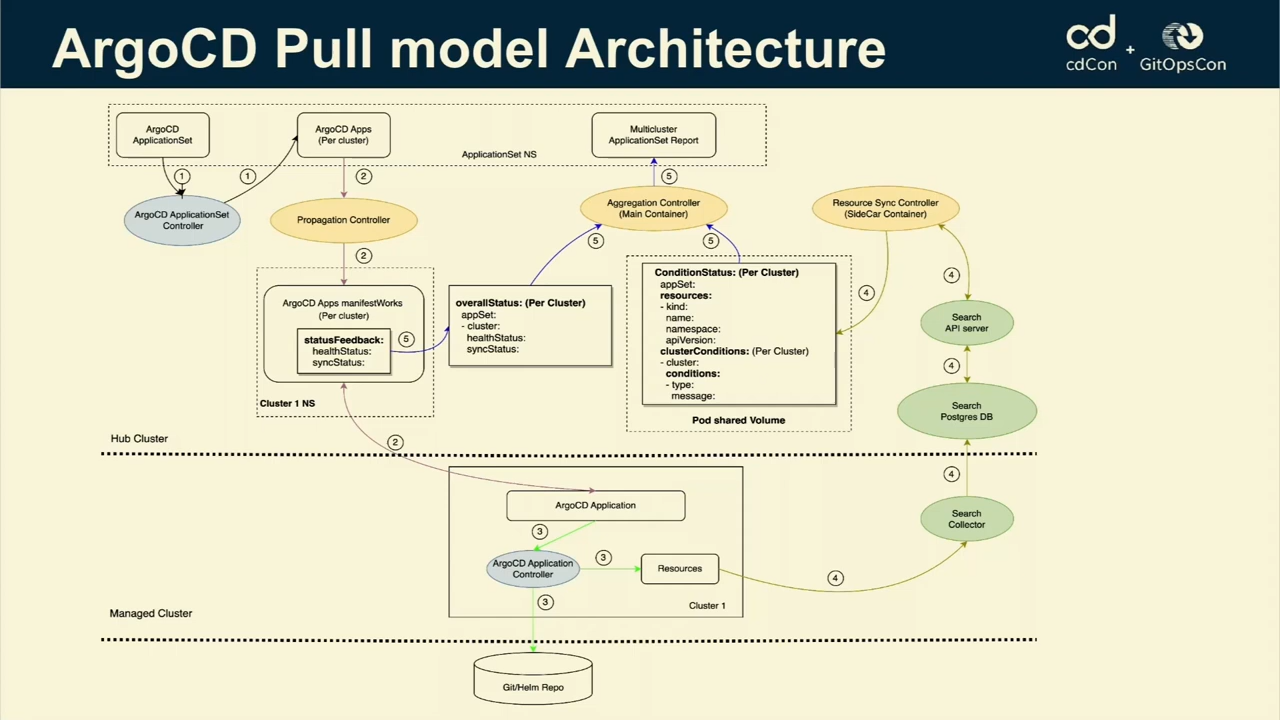 ArgoCD Pull model Architecture
cd
cdCon
+
GitOpsCon
ArgoCD
ApplicationSet
ArgoCD Apps
(Per cluster)
Multicluster
ApplicationSet Report
ApplicationSet NS
1
1
2
5
ArgoCD ApplicationSet
Controller
Propagation Controller
Aggregation Controller
(Main Container)
Resource Sync Controller
(SideCar Container)
2
5
5
4
4
ArgoCD Apps manifestWorks
(Per cluster)
statusFeedback:
healthStatus:
syncStatus:
5
Cluster 1 NS
overallStatus: (Per Cluster)
appSet:
- cluster:
healthStatus:
syncStatus:
ConditionStatus: (Per Cluster)
appSet:
resources:
- kind:
name:
namespace:
apiVersion:
clusterConditions: (Per Cluster)
- cluster:
conditions:
- type:
message:
Pod shared Volume
Search
API server
4
Search
Postgres DB
Hub Cluster
2
4
ArgoCD Application
3
ArgoCD Application
Controller
3
Resources
3
Cluster 1
4
Search
Collector
Managed Cluster
Git/Helm Repo